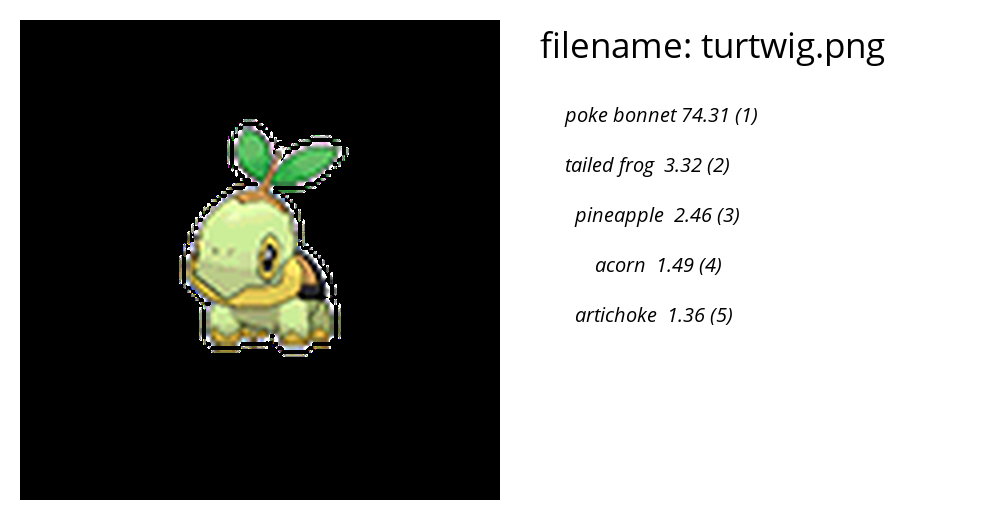 filename: turtwig.png
poke bonnet 74.31 (1)
tailed frog 3.32 (2)
pineapple 2.46 (3)
acorn 1.49 (4)
artichoke 1.36 (5)